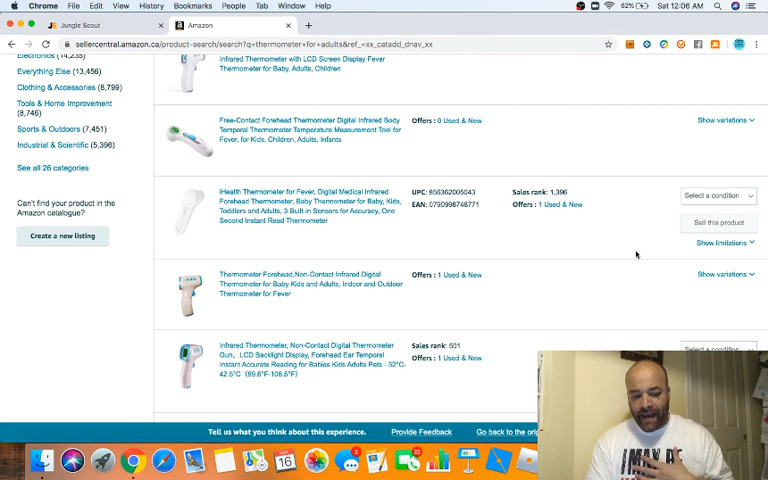 Chrome File Edit View History Bookmarks People Tab Window Help 62% Sat 12:06 AM
Jungle Scout × Amazon × +
sellercentral.amazon.ca/product-search/search?q=thermometer+for+adults&ref_=xx_catadd_dnav_xx
Electronics (14,235)
Everything Else (13,456)
Clothing & Accessories (8,799)
Tools & Home Improvement
(8,746)
Sports & Outdoors (7,451)
Industrial & Scientific (5,396)
See all 26 categories
Can't find your product in the
Amazon catalogue?
Create a new listing
Infrared Thermometer with LCD Screen Display Fever
Thermometer for Baby, Adults, Children
Free-Contact Forehead Thermometer Digital Infrared Body
Temporal Thermometer Temperature Measurement Tool for
Fever, for Kids, Children, Adults, Infants
Offers: 0 Used & New
Show variations
iHealth Thermometer for Fever, Digital Medical Infrared
Forehead Thermometer, Baby Thermometer for Baby, Kids,
Toddlers and Adults, 3 Built-in Sensors for Accuracy, One
Second Instant Read Thermometer
UPC: 856362005043
EAN: 0790996748771
Sales rank: 1,396
Offers: 1 Used & New
Select a condition
Sell this product
Show limitations
Thermometer Forehead,Non-Contact Infrared Digital
Thermometer for Baby Kids and Adults, Indoor and Outdoor
Thermometer for Fever
Offers: 1 Used & New
Show variations
Infrared Thermometer, Non-Contact Digital Thermometer
Gun, LCD Backlight Display, Forehead Ear Temporal
Instant Accurate Reading for Babies Kids Adults Pets - 32°C-
42.5°C (89.6°F-108.5°F)
Sales rank: 501
Offers: 1 Used & New
Select a condition
Tell us what you think about this experience. Provide Feedback Go back to the
MAY 16
I MAY BE